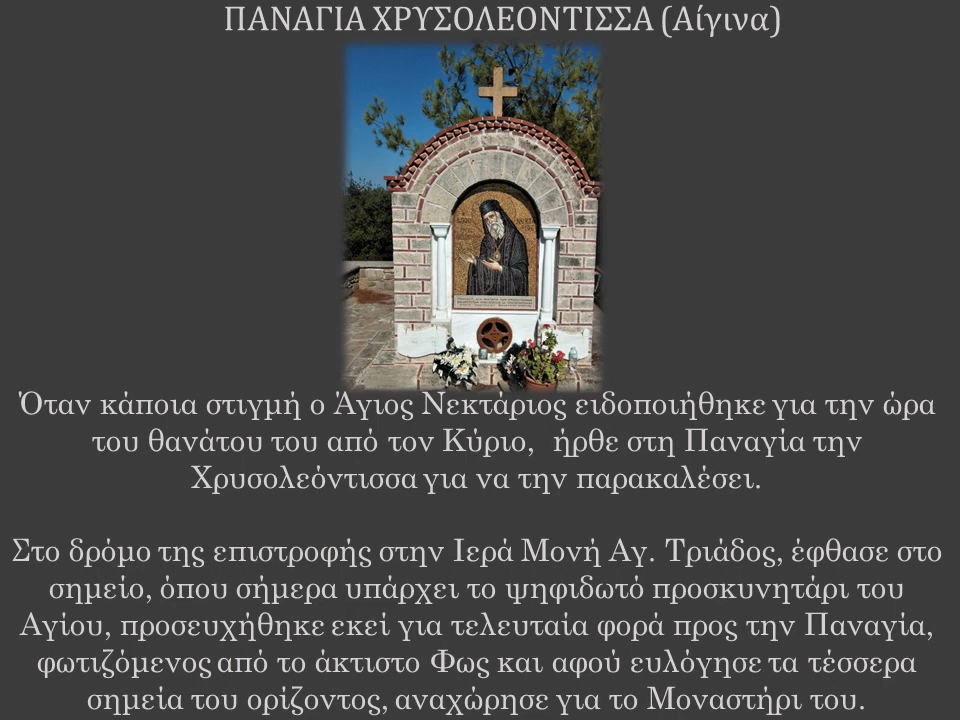 ΠΑΝΑΓΙΑ ΧΡΥΣΟΛΕΟΝΤΙΣΣΑ (Αίγινα)
Όταν κάποια στιγμή ο Άγιος Νεκτάριος ειδοποιήθηκε για την ώρα
του θανάτου του από τον Κύριο, ήρθε στη Παναγία την
Χρυσολεόντισσα για να την παρακαλέσει.
Στο δρόμο της επιστροφής στην Ιερά Μονή Αγ. Τριάδος, έφθασε στο
σημείο, όπου σήμερα υπάρχει το ψηφιδωτό προσκυνητάρι του
Αγίου, προσευχήθηκε εκεί για τελευταία φορά προς την Παναγία,
φωτιζόμενος από το άκτιστο Φως και αφού ευλόγησε τα τέσσερα
σημεία του ορίζοντος, αναχώρησε για το Μοναστήρι του.